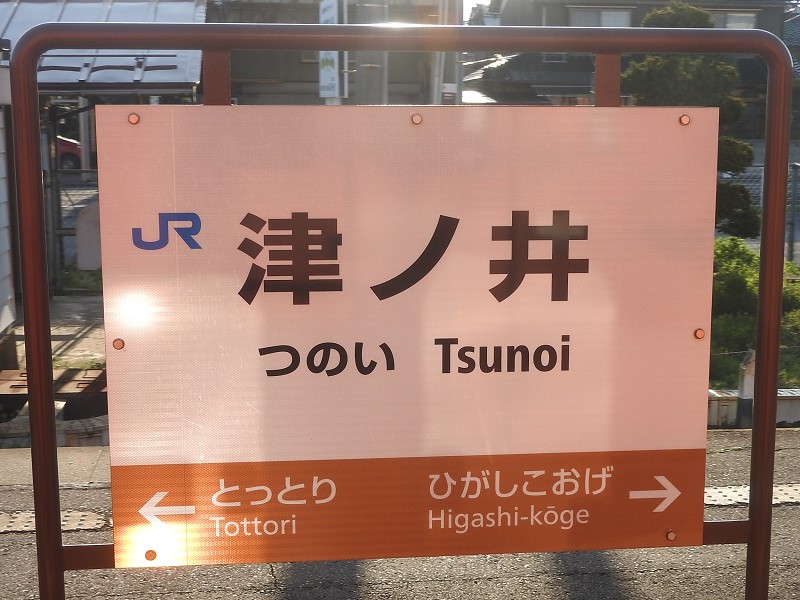 JR 津ノ井
つのい Tsunoi
← とっとり ひがしこおげ →
Tottori Higashi-kōge